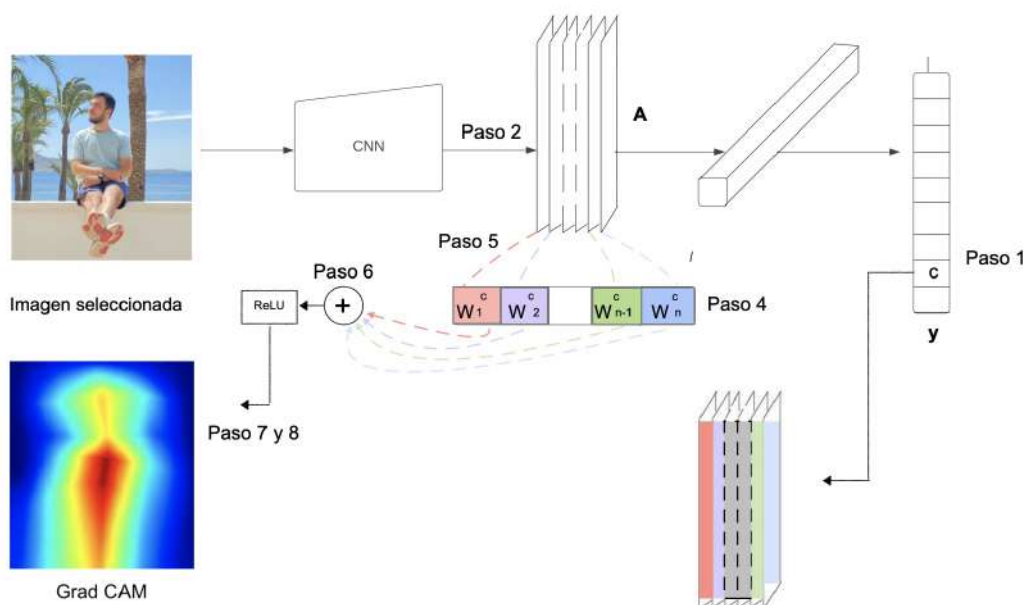 CNN
Paso 2
A
Paso 1
C
y
Paso 5
l
Paso 6
Paso 4
W 1 c
W 2 c
W n-1 c
W n c
+
ReLU
Imagen seleccionada
Paso 7 y 8
Grad CAM